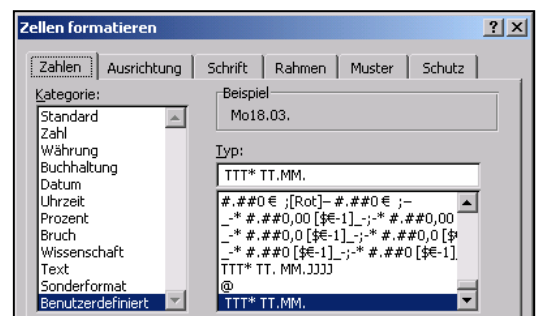 Zellen formatieren
Zahlen Ausrichtung Schrift Rahmen Muster Schutz
Kategorie:
Standard
Zahl
Währung
Buchhaltung
Datum
Uhrzeit
Prozent
Bruch
Wissenschaft
Text
Sonderformat
Benutzerdefiniert
Beispiel
Mo18.03.
Typ:
TTT* TT.MM.
#.##0 € ;[Rot]– #.##0 € ;–
_-* #.##0,00 [$€-1]_-;-* #.##0,00
_-* #.##0,0 [$€-1]_-;-* #.##0,0 [$
_-* #.##0 [$€-1]_-;-* #.##0 [$€-1]_
TTT* TT. MM.JJJJ
@
TTT* TT.MM.